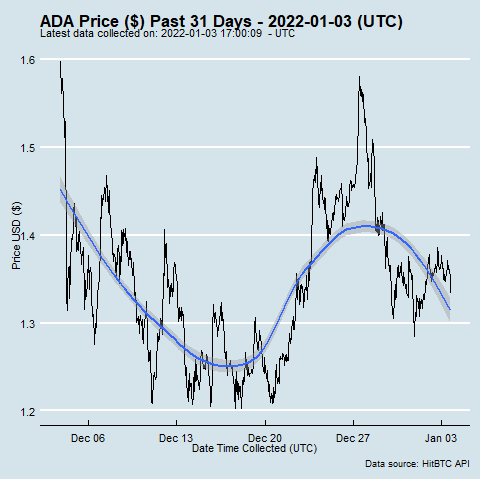 ADA Price ($) Past 31 Days - 2022-01-03 (UTC)
Latest data collected on: 2022-01-03 17:00:09  - UTC
1.6
1.5
1.4
1.3
1.2
Price USD ($)
Dec 06 Dec 13 Dec 20 Dec 27 Jan 03
Date Time Collected (UTC)
Data source: HitBTC API